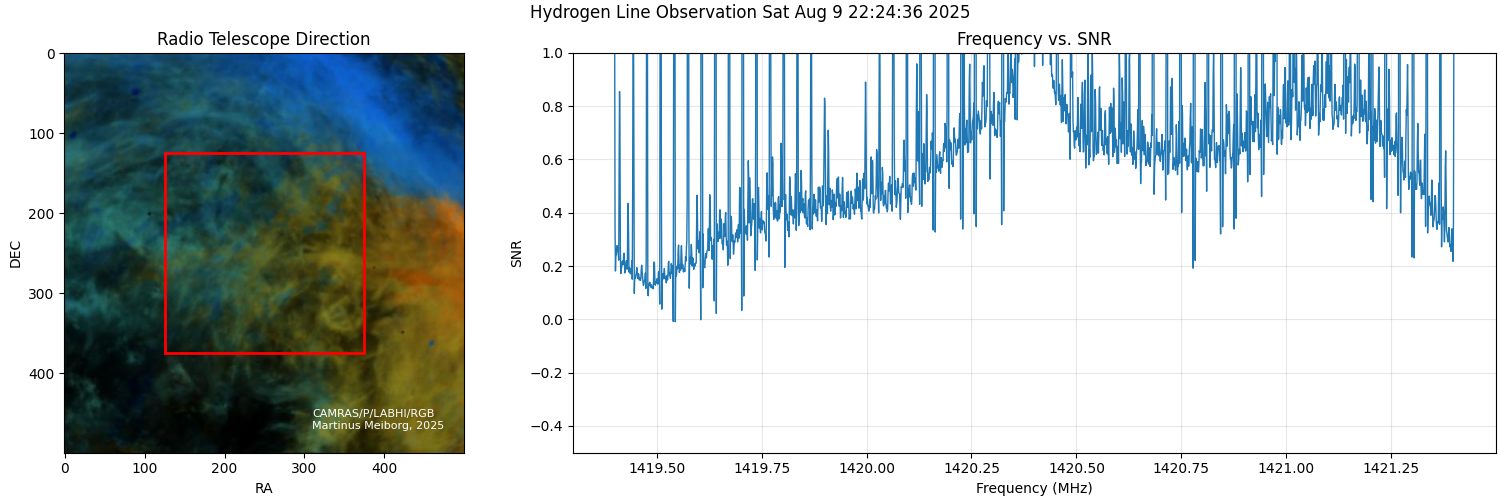 Hydrogen Line Observation Sat Aug 9 22:24:36 2025
Radio Telescope Direction
0
100
200
300
400
DEC
CAMRAS/P/LABHI/RGB
Martinus Meiborg, 2025
0 100 200 300 400
RA
Frequency vs. SNR
1.0
0.8
0.6
0.4
0.2
0.0
−0.2
−0.4
SNR
1419.50 1419.75 1420.00 1420.25 1420.50 1420.75 1421.00 1421.25
Frequency (MHz)